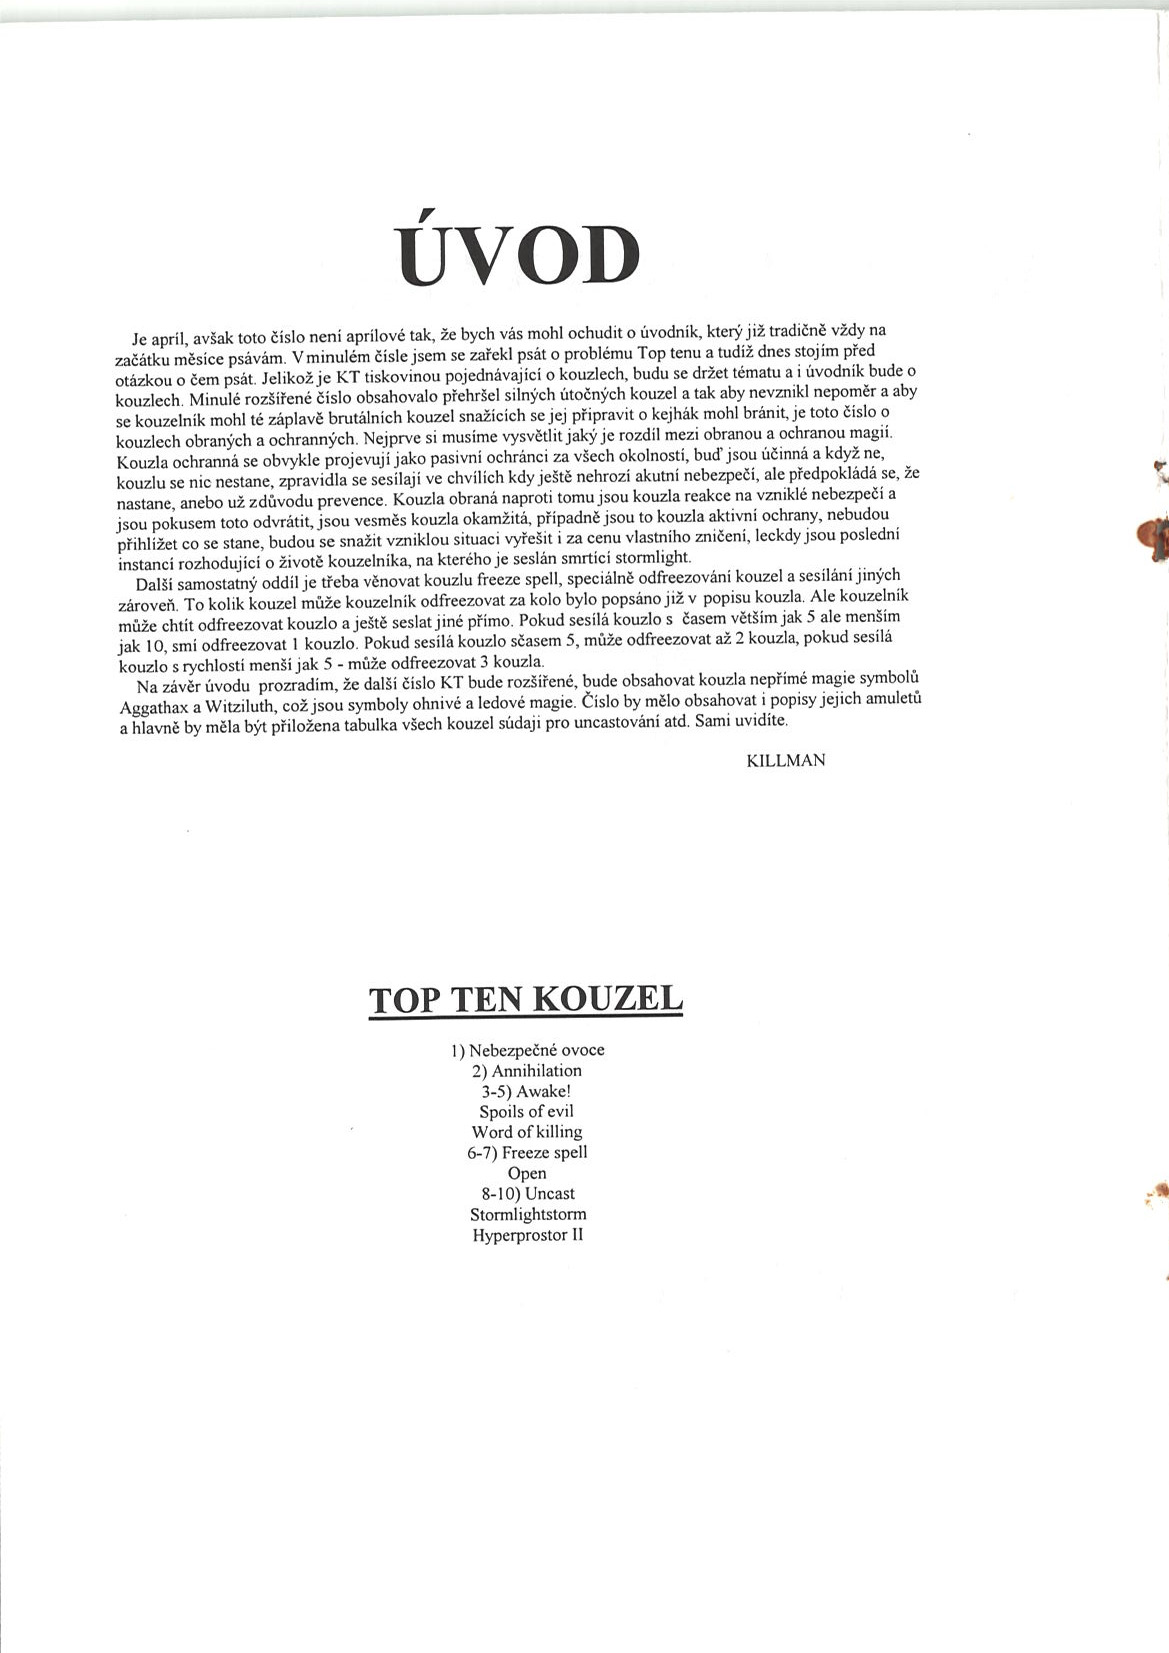 ÚVOD
Je apríl, avšak toto číslo není aprílové tak, že bych vás mohl ochudit o úvodník, který již tradičně vždy na
začátku měsíce psávám. V minulém čísle jsem se zařekl psát o problému Top tenu a tudíž dnes stojím před
otázkou o čem psát. Jelikož je KT tiskovinou pojednávající o kouzlech, budu se držet tématu a i úvodník bude o
kouzlech. Minulé rozšířené číslo obsahovalo přehršel silných útočných kouzel a tak aby nevznikl nepoměr a aby
se kouzelník mohl té záplavě brutálních kouzel snažících se jej připravit o kejhák mohl bránit, je toto číslo o
kouzlech obraných a ochranných. Nejprve si musíme vysvětlit jaký je rozdíl mezi obranou a ochranou magií.
Kouzla ochranná se obvykle projevují jako pasivní ochránci za všech okolností, buď jsou účinná a když ne,
kouzlu se nic nestane, zpravidla se sesílají ve chvílích kdy ještě nehrozí akutní nebezpečí, ale předpokládá se, že
nastane, anebo už zdůvodu prevence. Kouzla obraná naproti tomu jsou kouzla reakce na vzniklé nebezpečí a
jsou pokusem toto odvrátit, jsou vesměs kouzla okamžitá, případně jsou to kouzla aktivní ochrany, nebudou
přihlížet co se stane, budou se snažit vzniklou situaci vyřešit i za cenu vlastního zničení, leckdy jsou poslední
instancí rozhodující o životě kouzelníka, na kterého je seslán smrtící stormlight.
Další samostatný oddíl je třeba věnovat kouzlu freeze spell, speciálně odfreezování kouzel a sesílání jiných
zároveň. To kolik kouzel může kouzelník odfreezovat za kolo bylo popsáno již v popisu kouzla. Ale kouzelník
může chtít odfreezovat kouzlo a ještě seslat jiné přímo. Pokud sesílá kouzlo s časem větším jak 5 ale menším
jak 10, smí odfreezovat 1 kouzlo. Pokud sesílá kouzlo sčasem 5, může odfreezovat až 2 kouzla, pokud sesílá
kouzlo s rychlostí menší jak 5 - může odfreezovat 3 kouzla.
Na závěr úvodu prozradím, že další číslo KT bude rozšířené, bude obsahovat kouzla nepřímé magie symbolů
Aggathax a Witziluth, což jsou symboly ohnivé a ledové magie. Číslo by mělo obsahovat i popisy jejich amuletů
a hlavně by měla být přiložena tabulka všech kouzel súdaji pro uncastování atd. Sami uvidíte.
KILLMAN
TOP TEN KOUZEL
1) Nebezpečné ovoce
2) Annihilation
3-5) Awake!
Spoils of evil
Word of killing
6-7) Freeze spell
Open
8-10) Uncast
Stormlightstorm
Hyperprostor II